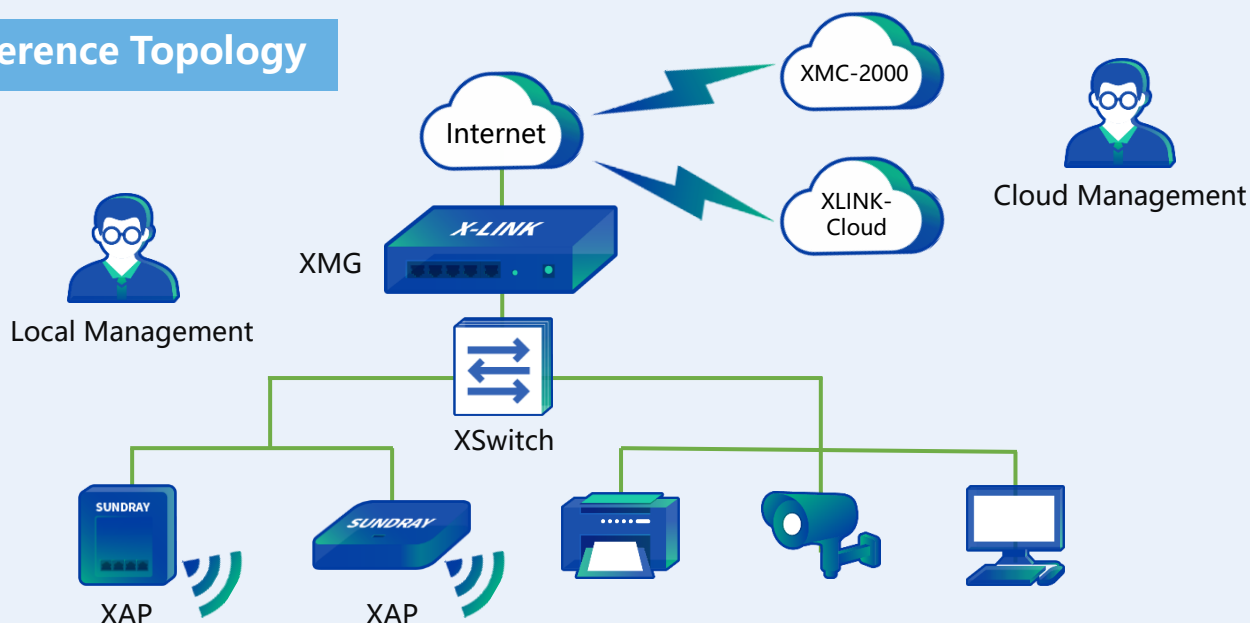 erence Topology
XMC-2000
Internet
Cloud Management
XLINK-
Cloud
X-LINK
XMG
Local Management
XSwitch
SUNDRAY
SUNDRAY
XAP
XAP